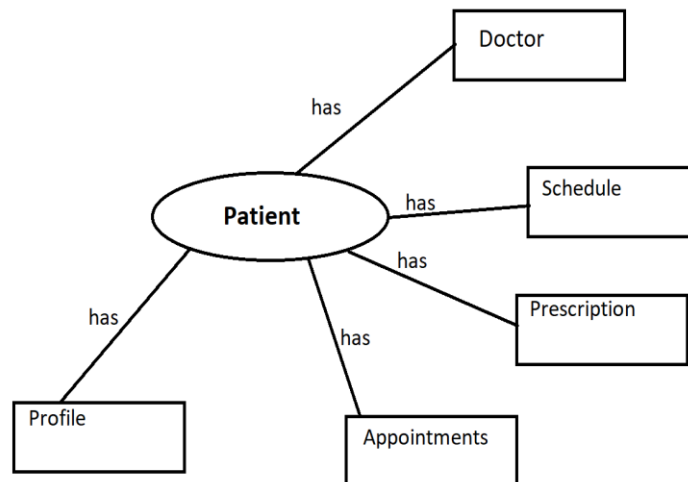 Doctor
has
Schedule
has
Patient
has
Prescription
has
has
Profile
Appointments